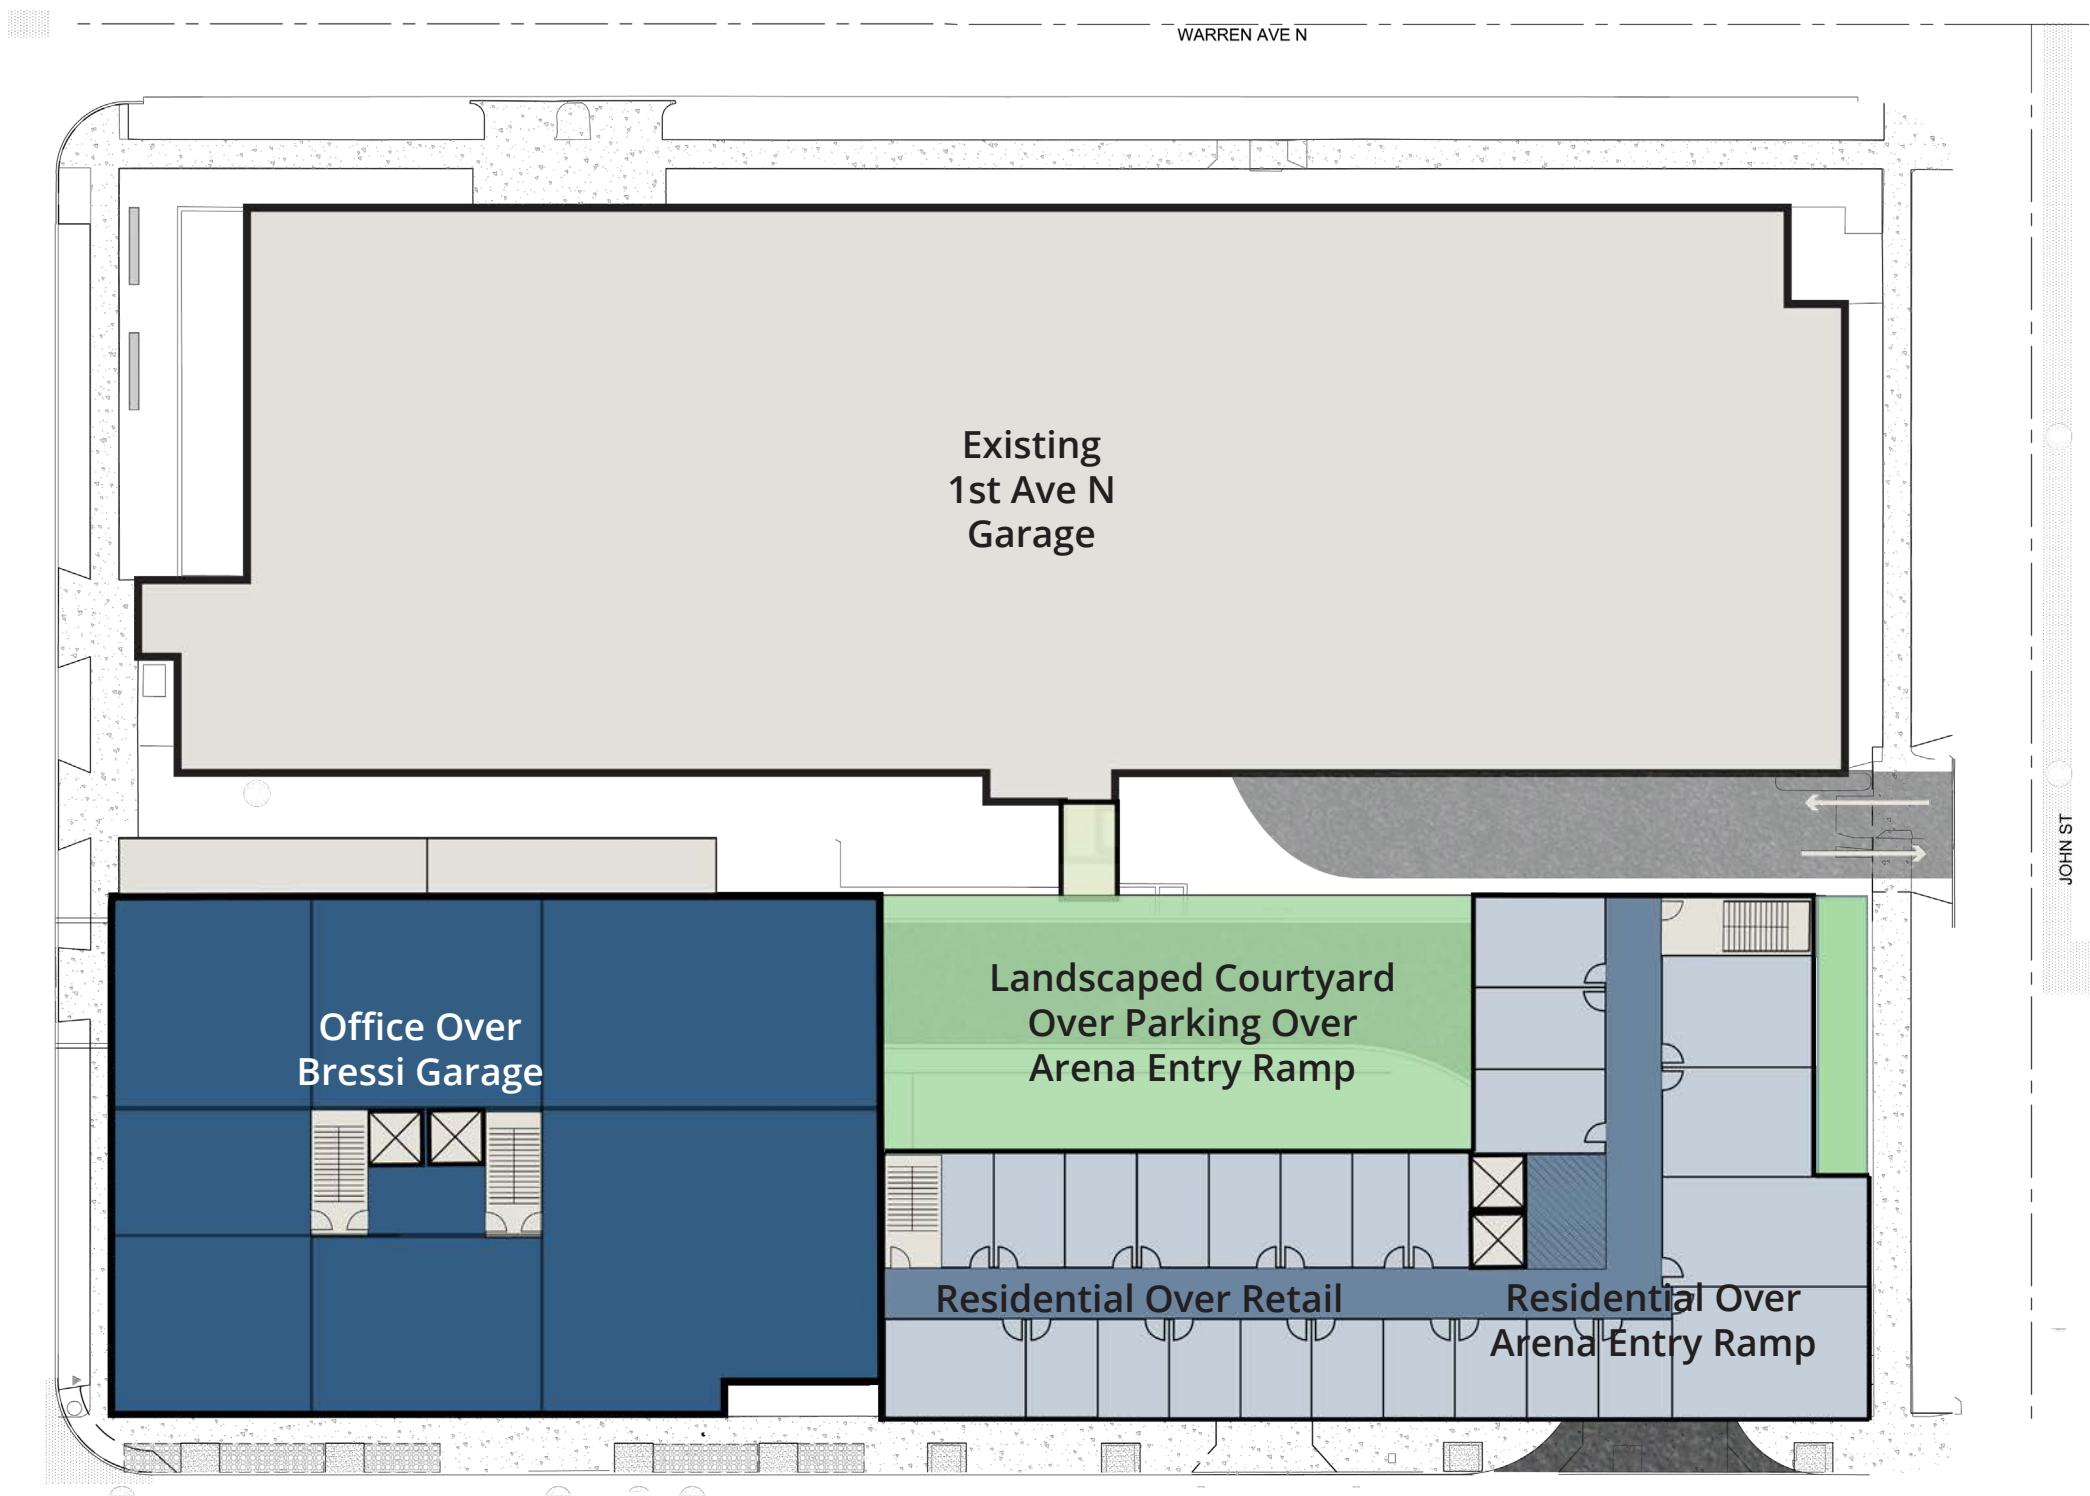 WARREN AVE N
Existing
1st Ave N
Garage
JOHN ST
Landscaped Courtyard
Over Parking Over
Arena Entry Ramp
Office Over
Bressi Garage
Residential Over Retail
Residential Over
Arena Entry Ramp